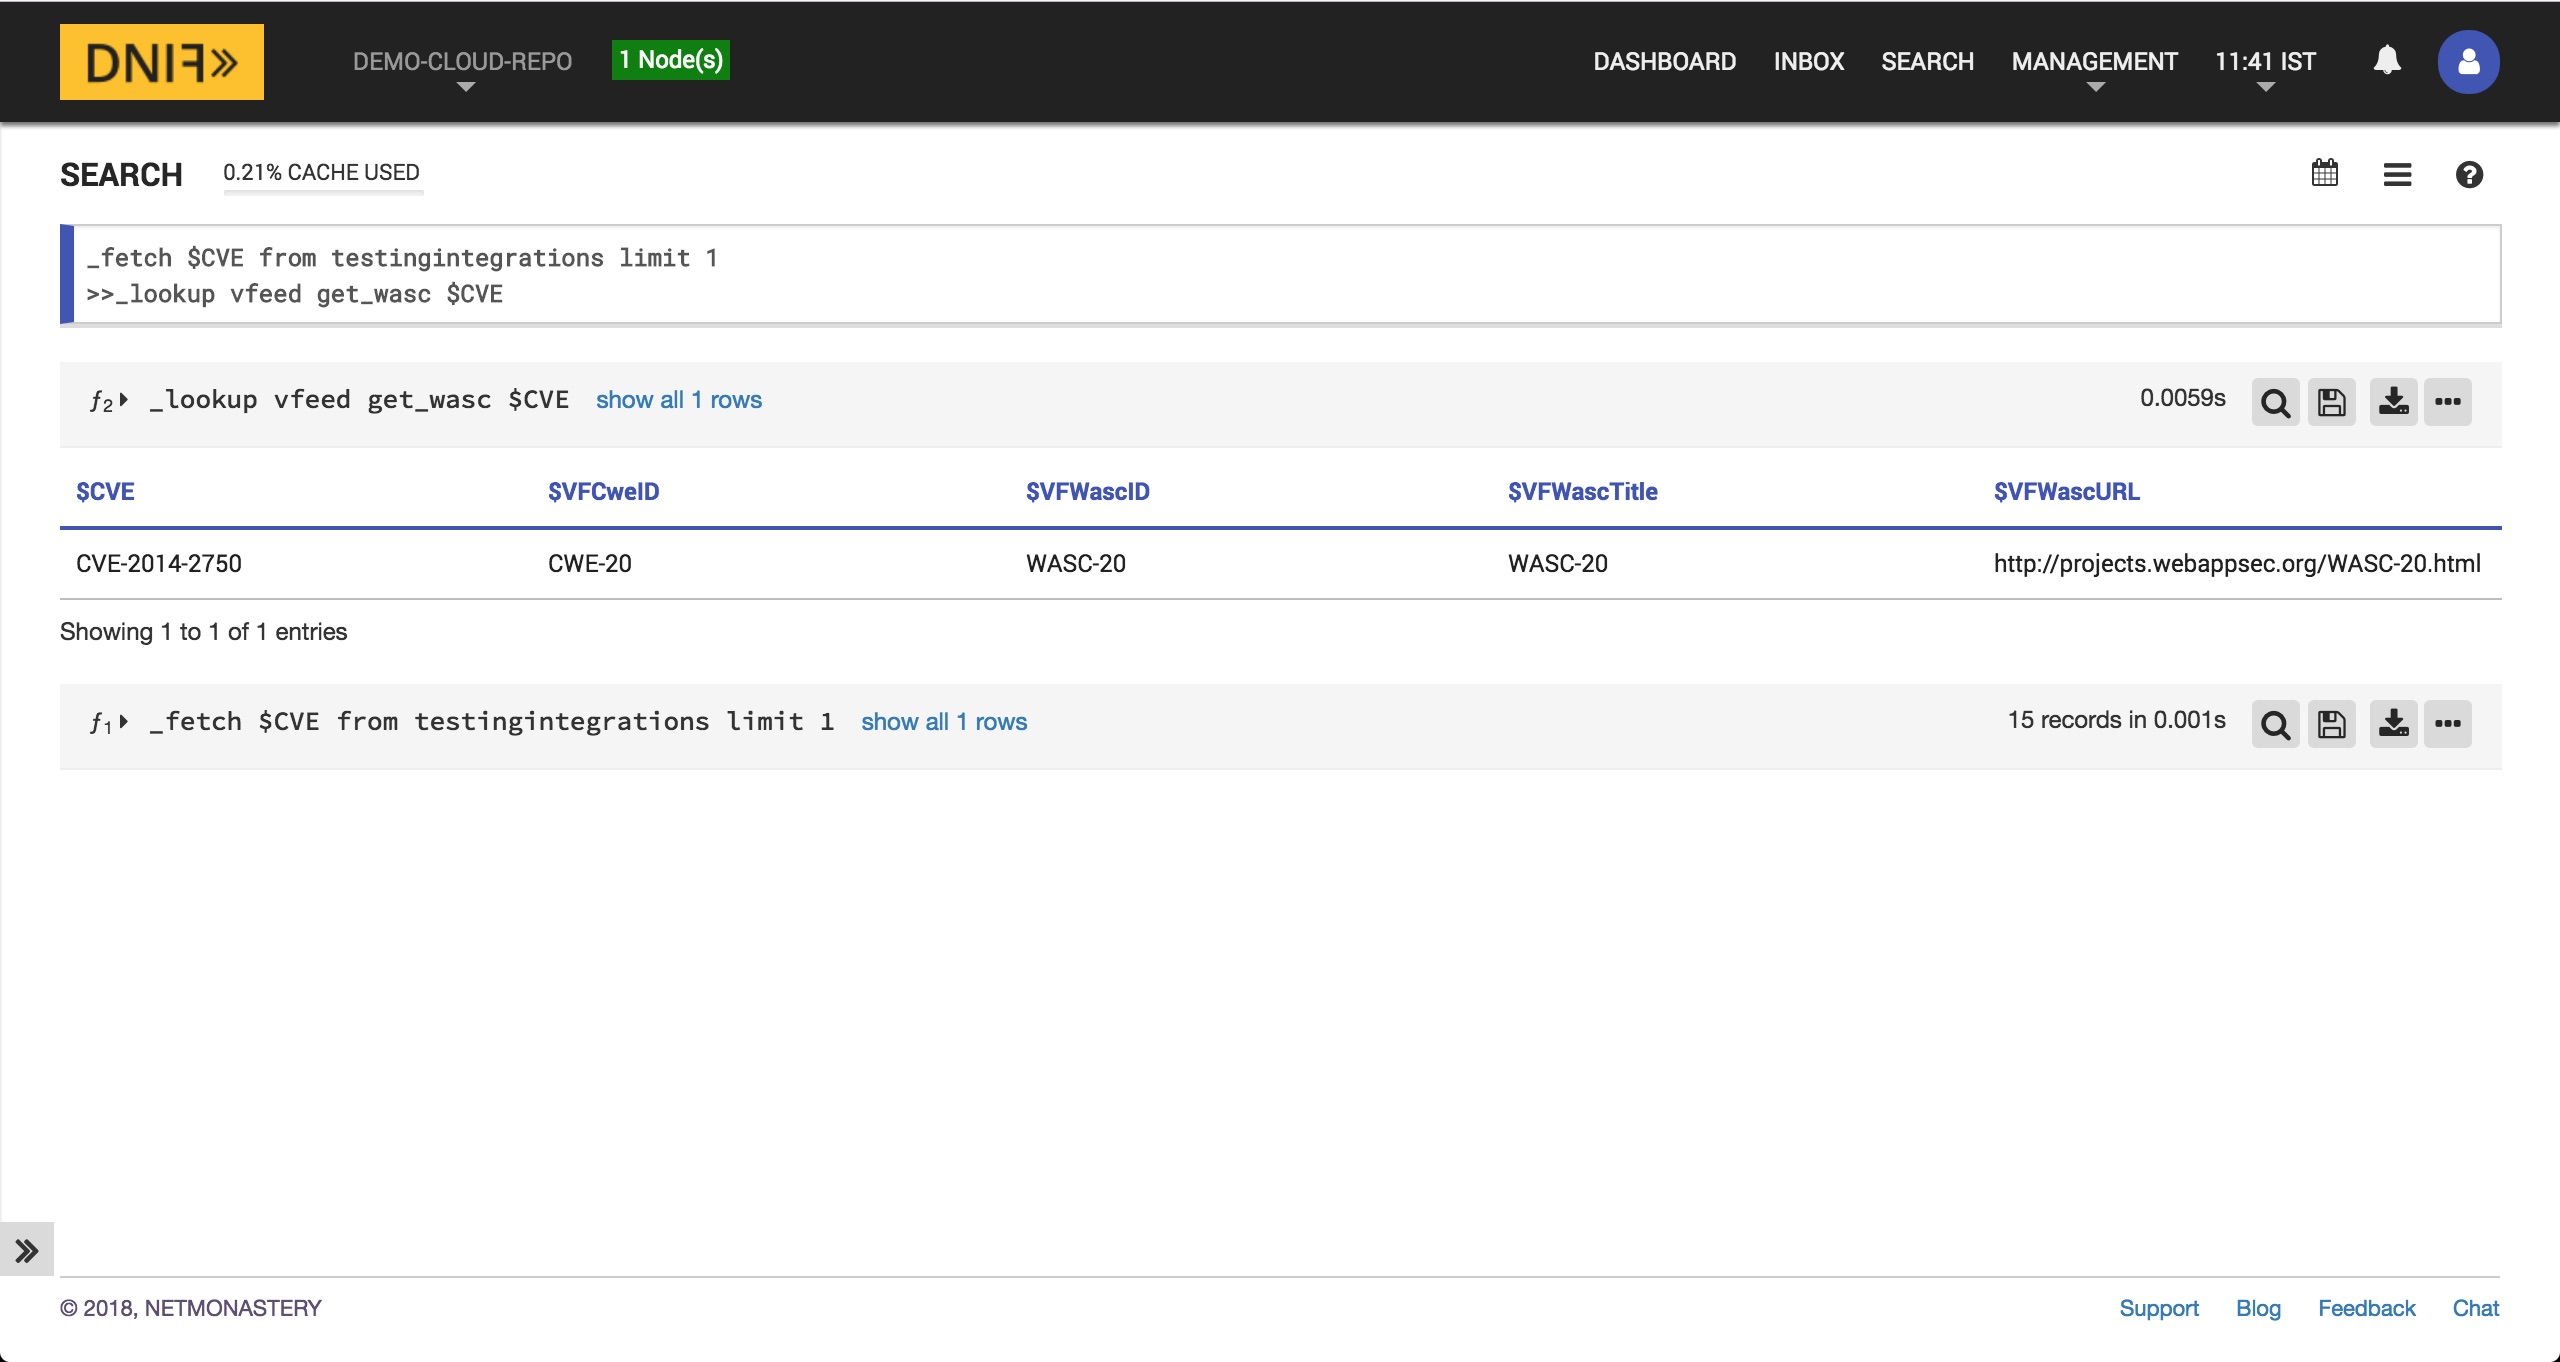 DNIF»
DEMO-CLOUD-REPO
1 Node(s)
DASHBOARD INBOX SEARCH MANAGEMENT 11:41 IST
SEARCH 0.21% CACHE USED
_fetch $CVE from testingintegrations limit 1
>>_lookup vfeed get_wasc $CVE
ƒ2 _lookup vfeed get_wasc $CVE show all 1 rows 0.0059s
$CVE $VFCweID $VFWascID $VFWascTitle $VFWascURL
CVE-2014-2750 CWE-20 WASC-20 WASC-20 http://projects.webappsec.org/WASC-20.html
Showing 1 to 1 of 1 entries
ƒ1 _fetch $CVE from testingintegrations limit 1 show all 1 rows 15 records in 0.001s
© 2018, NETMONASTERY Support Blog Feedback Chat